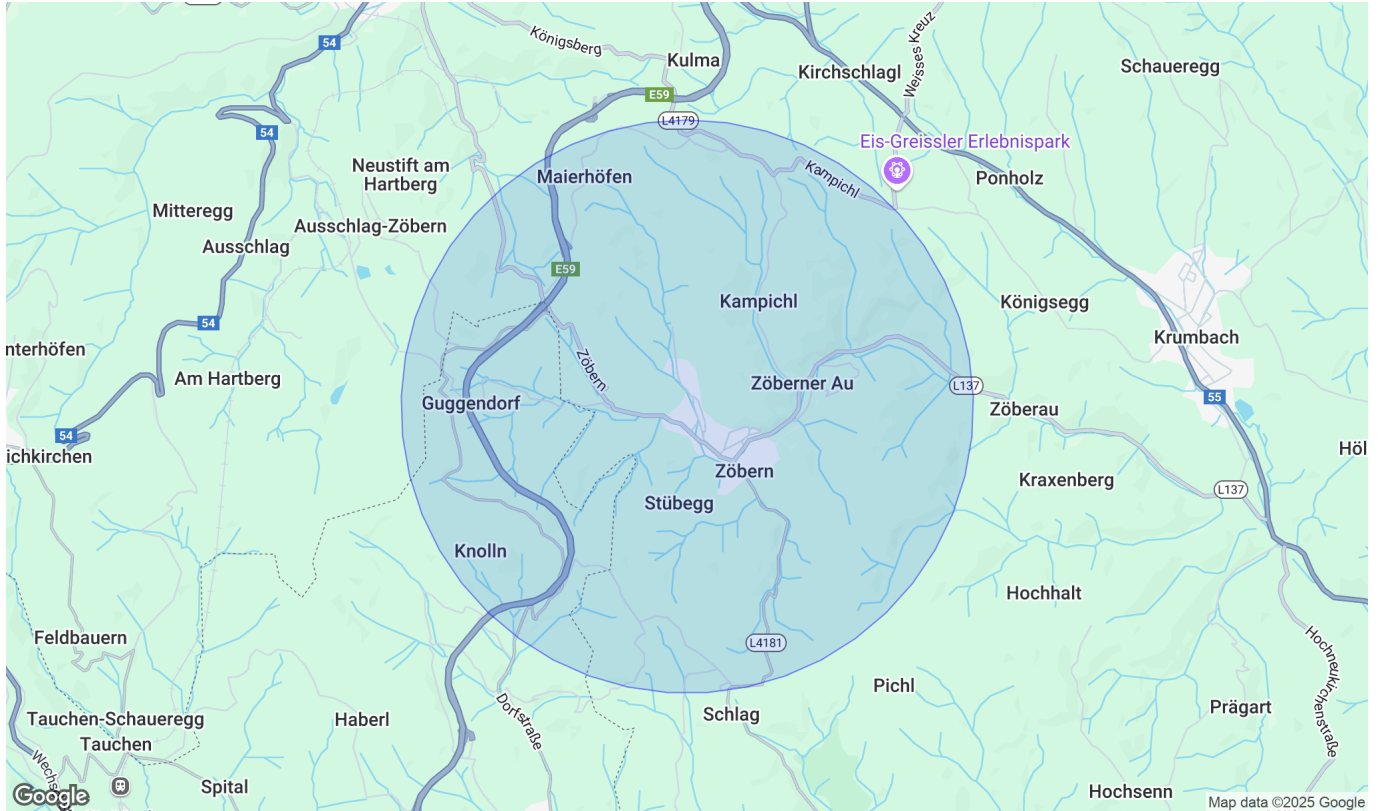 54
Königsberg
Kulma
Weisses Kreuz
Kirchschlagl
Schaueregg
E59
L4179
54
Eis-Greissler Erlebnispark
Neustift am
Hartberg
Maierhöfen
Kampichl
Ponholz
Mitteregg
Ausschlag-Zöbern
Ausschlag
E59
Kampichl
Königsegg
54
Krumbach
nterhöfen
Zöbern
Am Hartberg
Zöberner Au
L137
55
Guggendorf
Zöberau
54
ichkirchen
Höl
Zöbern
Kraxenberg
L137
Stübegg
Knolln
Hochhalt
Feldbauern
L4181
Hochneukirchenstraße
Pichl
Prägart
Tauchen-Schaueregg
Haberl
Dorfstraße
Schlag
Tauchen
Wechs
Spital
Hochsenn
Google
Map data ©2025 Google